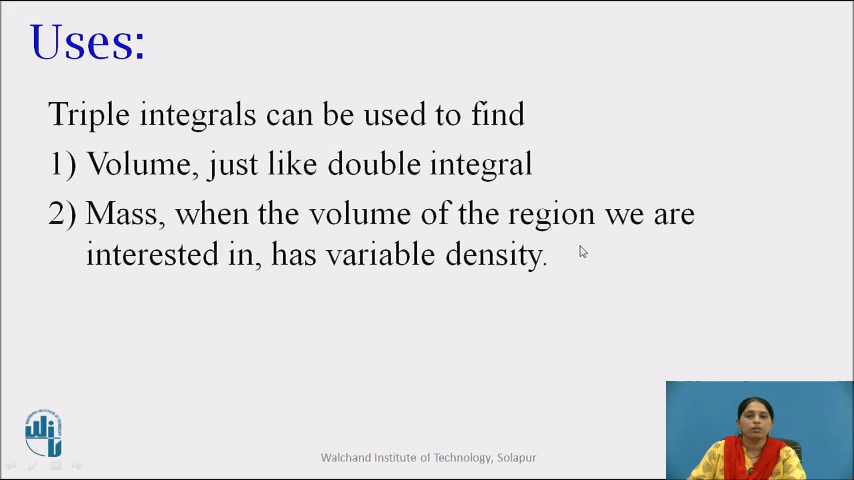 Uses:
Triple integrals can be used to find
1) Volume, just like double integral
2) Mass, when the volume of the region we are
interested in, has variable density.
Walchand Institute of Technology, Solapur